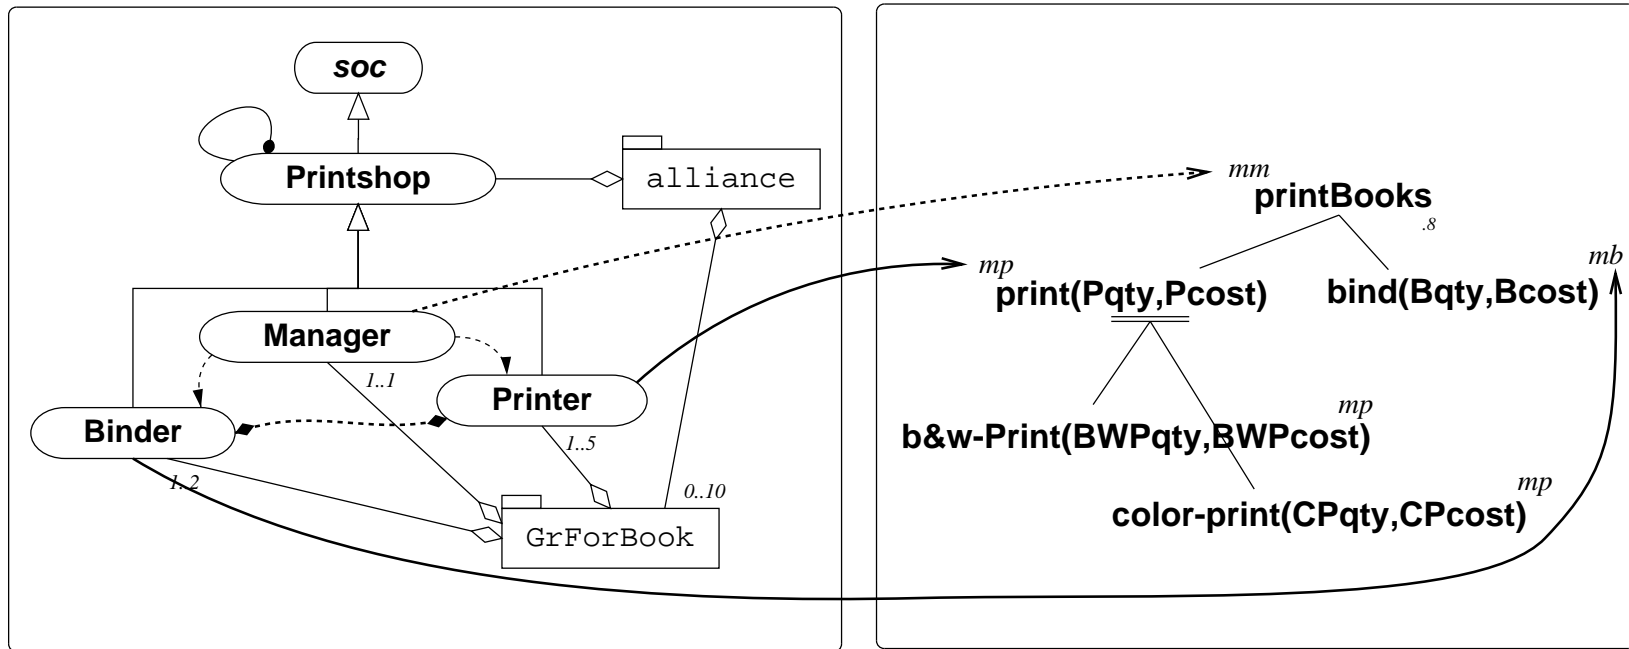 soc
Printshop
alliance
Manager
1..1
Printer
Binder
1..5
1..2
0..10
GrForBook
mm
printBooks
.8
mp
mb
print(Pqty,Pcost)
bind(Bqty,Bcost)
mp
b&w-Print(BWPqty,BWPcost)
mp
color-print(CPqty,CPcost)